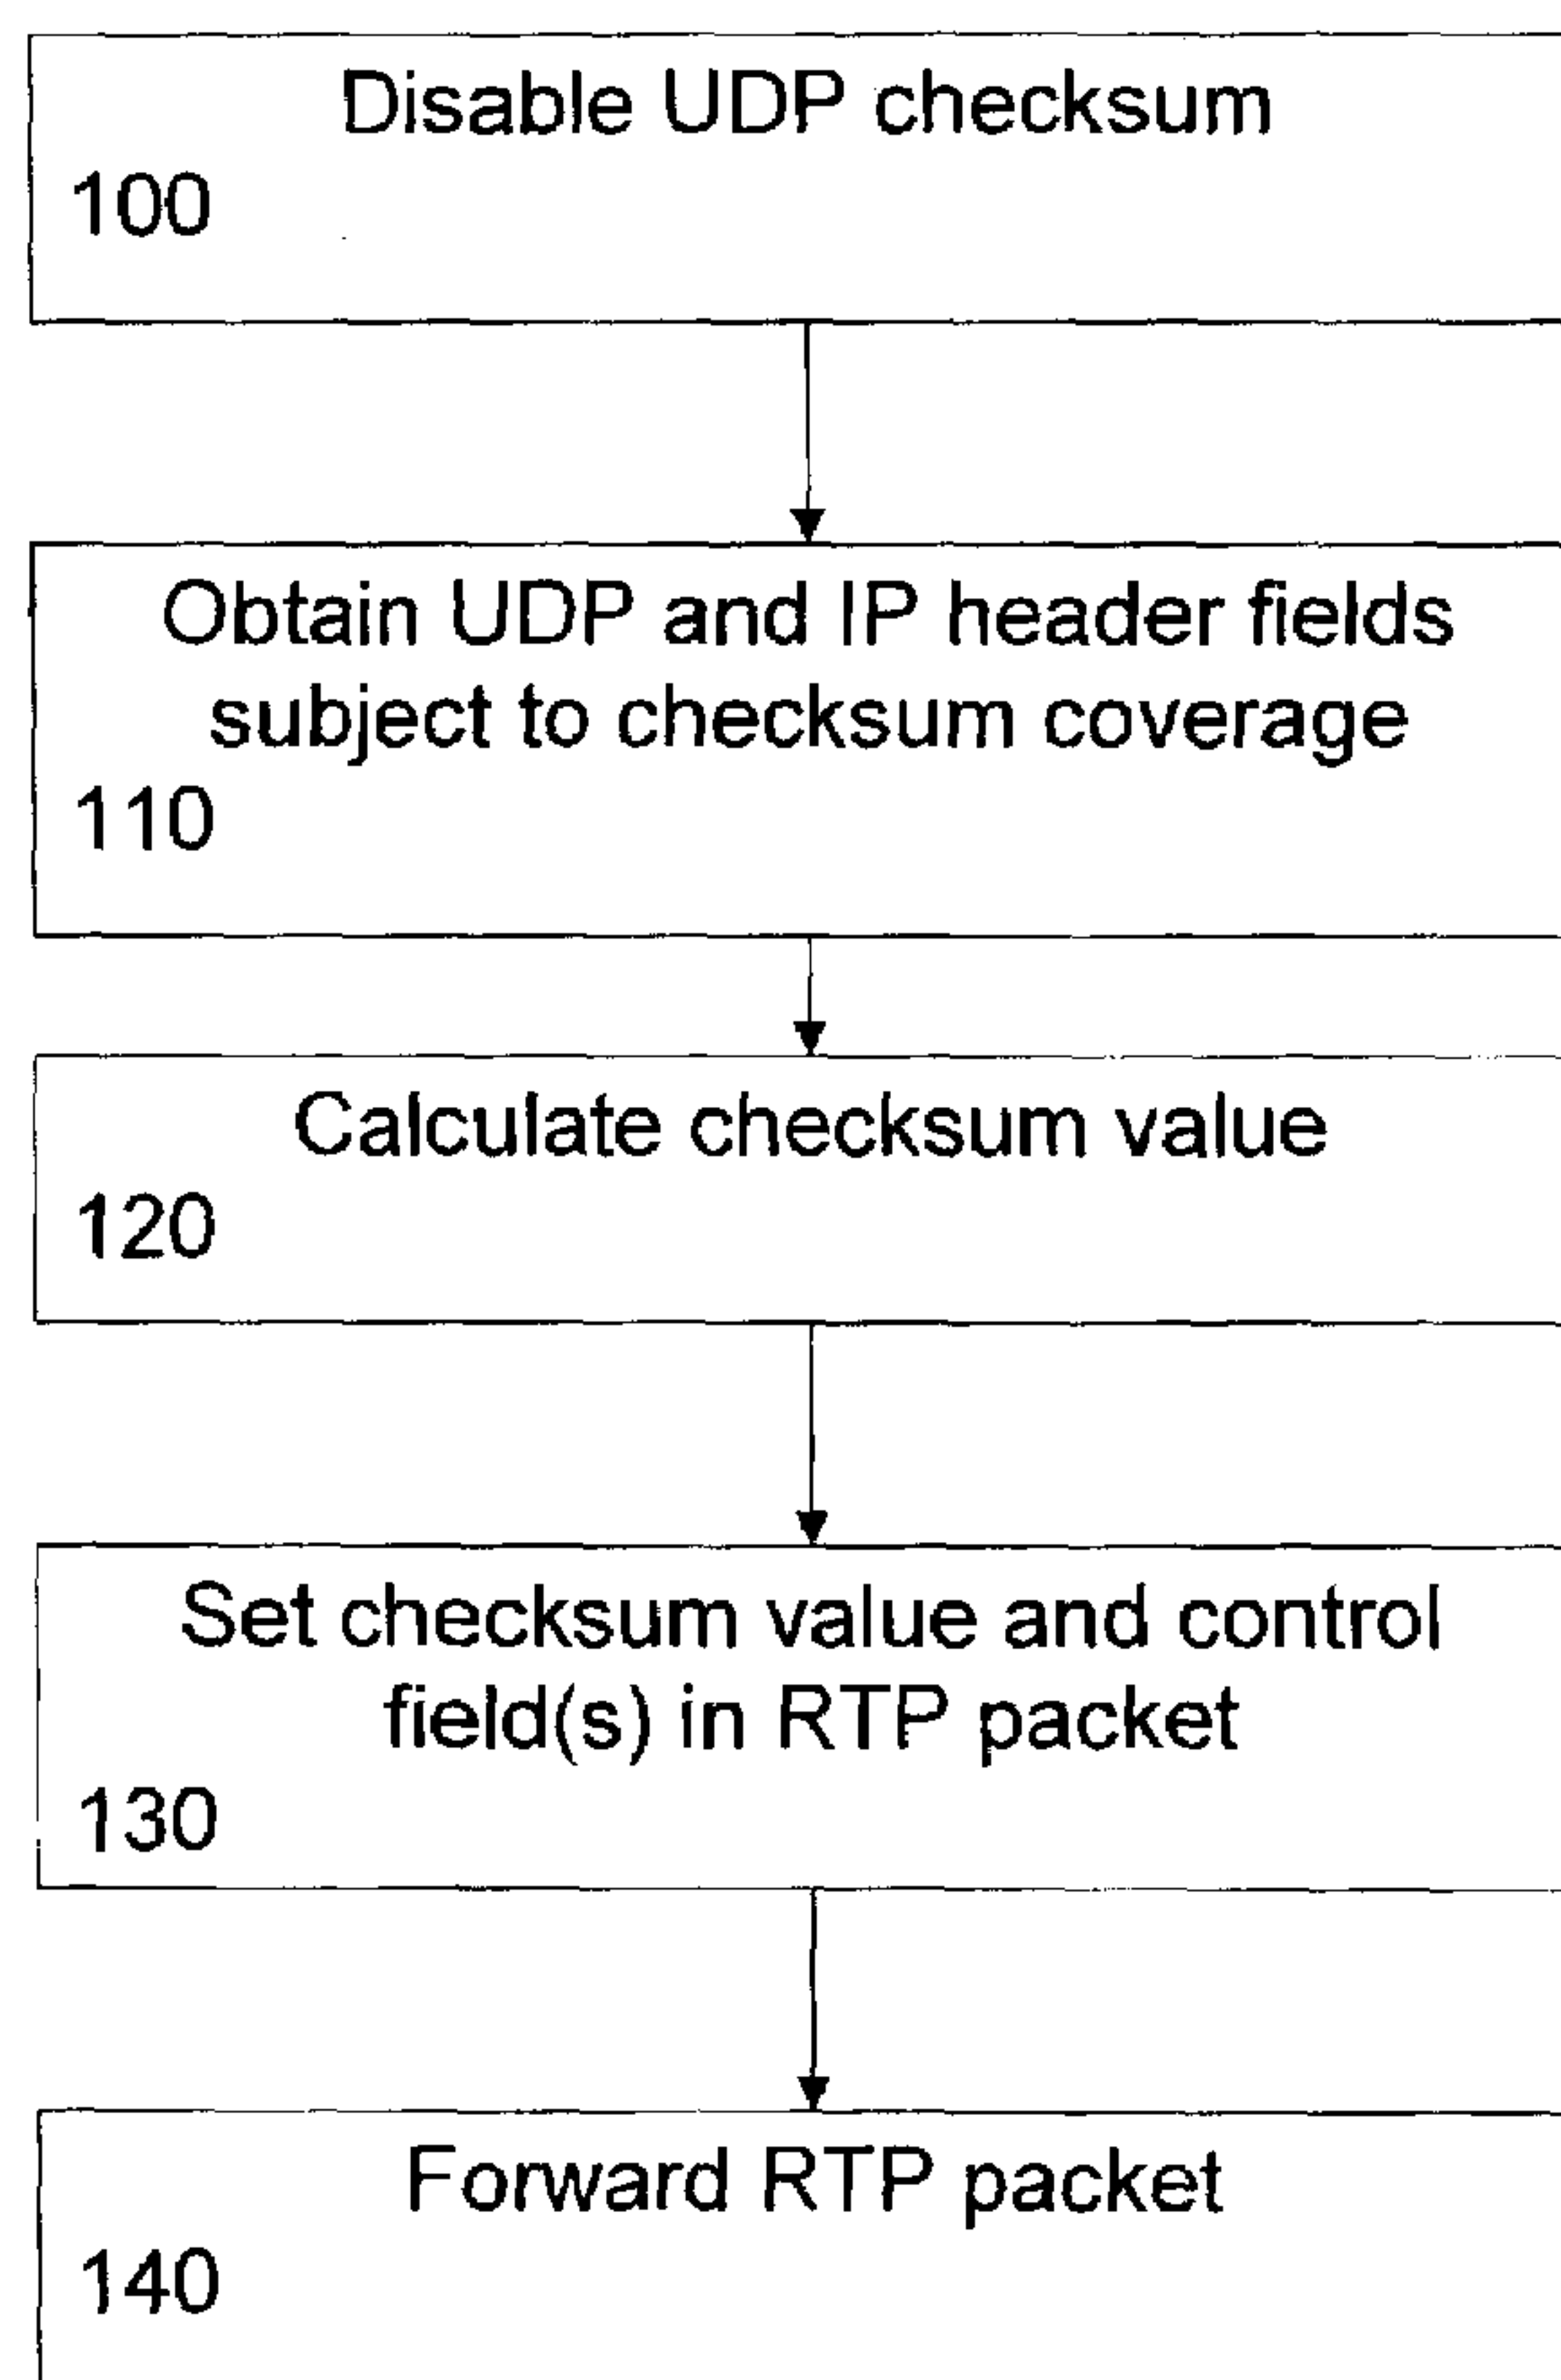 Disable UDP checksum
100
Obtain UDP and IP header fields
subject to checksum coverage
110
Calculate checksum value
120
Set checksum value and control
field(s) in RTP packet
130
Forward RTP packet
140